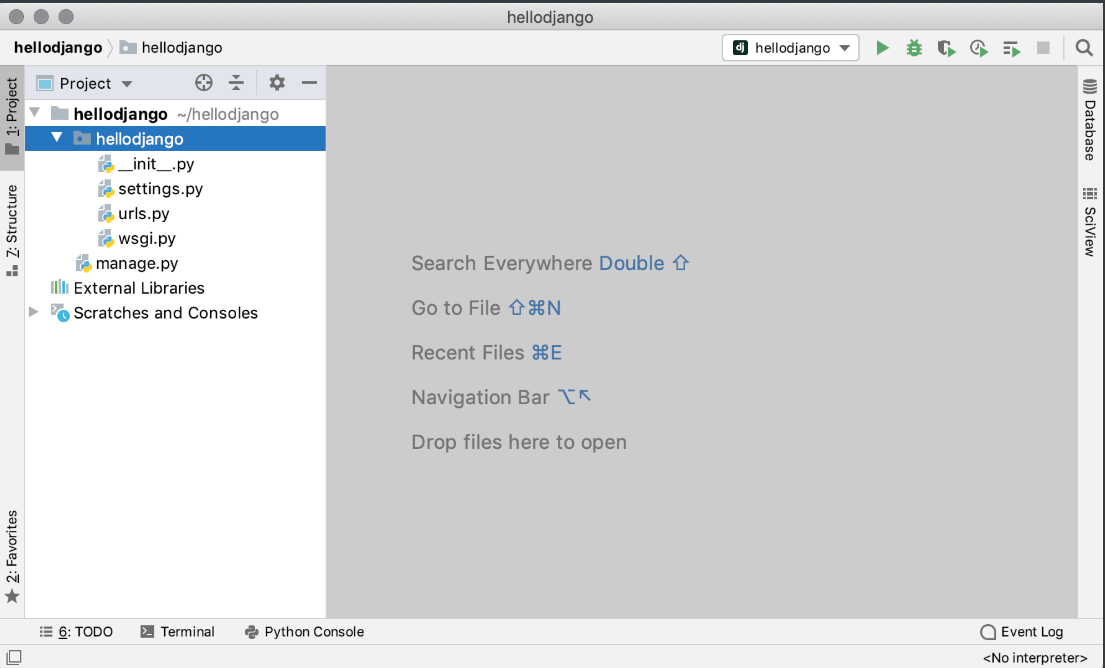 hellodjango
hellodjango hellodjango
dj hellodjango
1: Project
Project
hellodjango ~/hellodjango
hellodjango
__init__.py
settings.py
urls.py
wsgi.py
manage.py
External Libraries
Scratches and Consoles
7: Structure
2: Favorites
Search Everywhere Double ⇧
Go to File ⇧⌘N
Recent Files ⌘E
Navigation Bar ⌥↖
Drop files here to open
Database
SciView
6: TODO Terminal Python Console Event Log
<No interpreter>